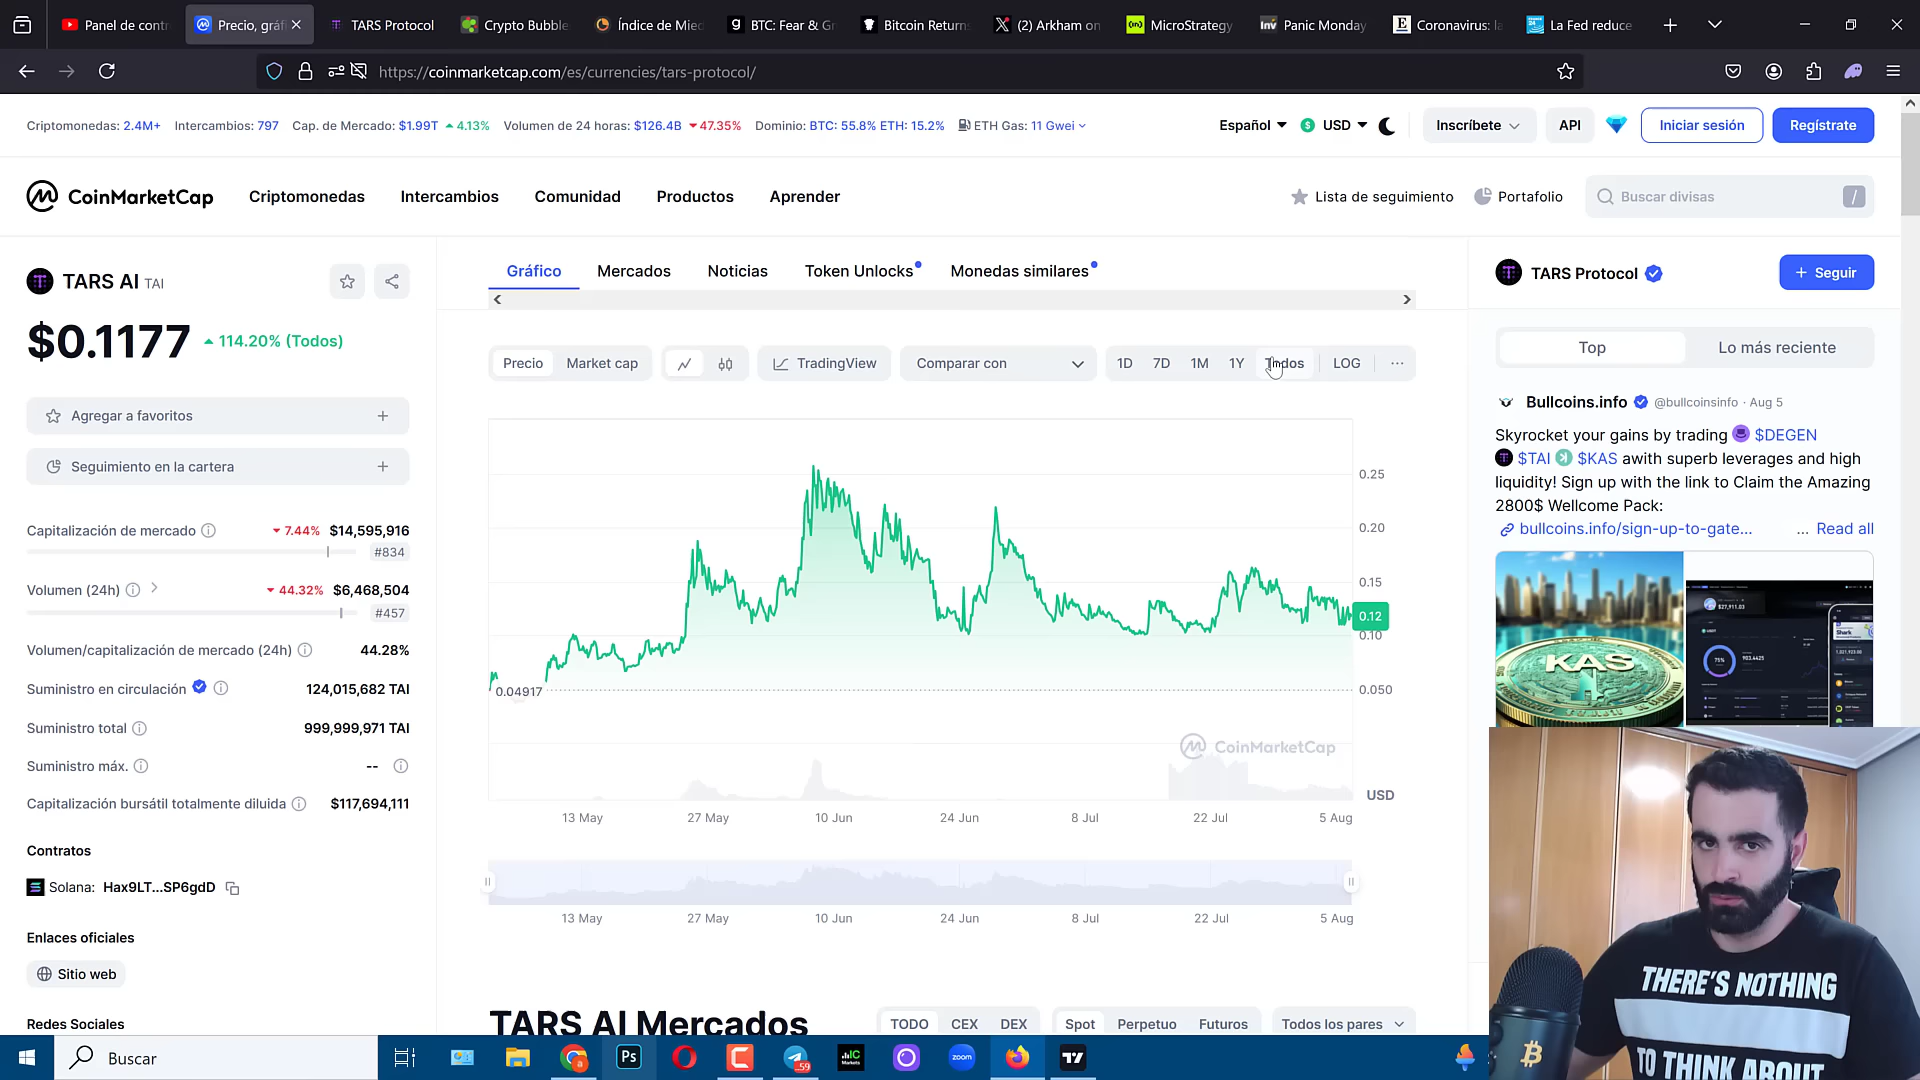 Panel de contr
Precio, gráf
TARS Protocol
Crypto Bubble
Índice de Mied
BTC: Fear & Gr
Bitcoin Return
(2) Arkham on
MicroStrategy
Panic Monday
Coronavirus: la
La Fed reduce
https://coinmarketcap.com/es/currencies/tars-protocol/
Criptomonedas: 2.4M+
Intercambios: 797
Cap. de Mercado: $1.99T 4.13%
Volumen de 24 horas: $126.4B 47.35%
Dominio: BTC: 55.8% ETH: 15.2%
ETH Gas: 11 Gwei
Español
USD
Inscríbete
API
Iniciar sesión
Regístrate
CoinMarketCap
Criptomonedas
Intercambios
Comunidad
Productos
Aprender
Lista de seguimiento
Portafolio
Buscar divisas
/
TARS AI TAI
$0.1177 114.20% (Todos)
Agregar a favoritos +
Seguimiento en la cartera +
Capitalización de mercado 7.44% $14,595,916
#834
Volumen (24h) 44.32% $6,468,504
#457
Volumen/capitalización de mercado (24h) 44.28%
Suministro en circulación 124,015,682 TAI
Suministro total 999,999,971 TAI
Suministro máx. --
Capitalización bursátil totalmente diluida $117,694,111
Contratos
Solana: Hax9LT...SP6gdD
Enlaces oficiales
Sitio web
Redes Sociales
Gráfico
Mercados
Noticias
Token Unlocks
Monedas similares
Precio
Market cap
TradingView
Comparar con
1D
7D
1M
1Y
Todos
LOG
0.25
0.20
0.15
0.12
0.10
0.050
0.04917
CoinMarketCap
USD
13 May 27 May 10 Jun 24 Jun 8 Jul 22 Jul 5 Aug
13 May 27 May 10 Jun 24 Jun 8 Jul 22 Jul 5 Aug
TARS AI Mercados
TODO
CEX
DEX
Spot
Perpetuo
Futuros
Todos los pares
TARS Protocol
+ Seguir
Top
Lo más reciente
Bullcoins.info @bullcoinsinfo · Aug 5
Skyrocket your gains by trading $DEGEN
$TAI $KAS awith superb leverages and high
liquidity! Sign up with the link to Claim the Amazing
2800$ Wellcome Pack:
bullcoins.info/sign-up-to-gate... ... Read all
KAS
$27,911.03
75%
THERE'S NOTHING
TO THINK ABOUT
Buscar
Ps
59
IC
Markets
zoom